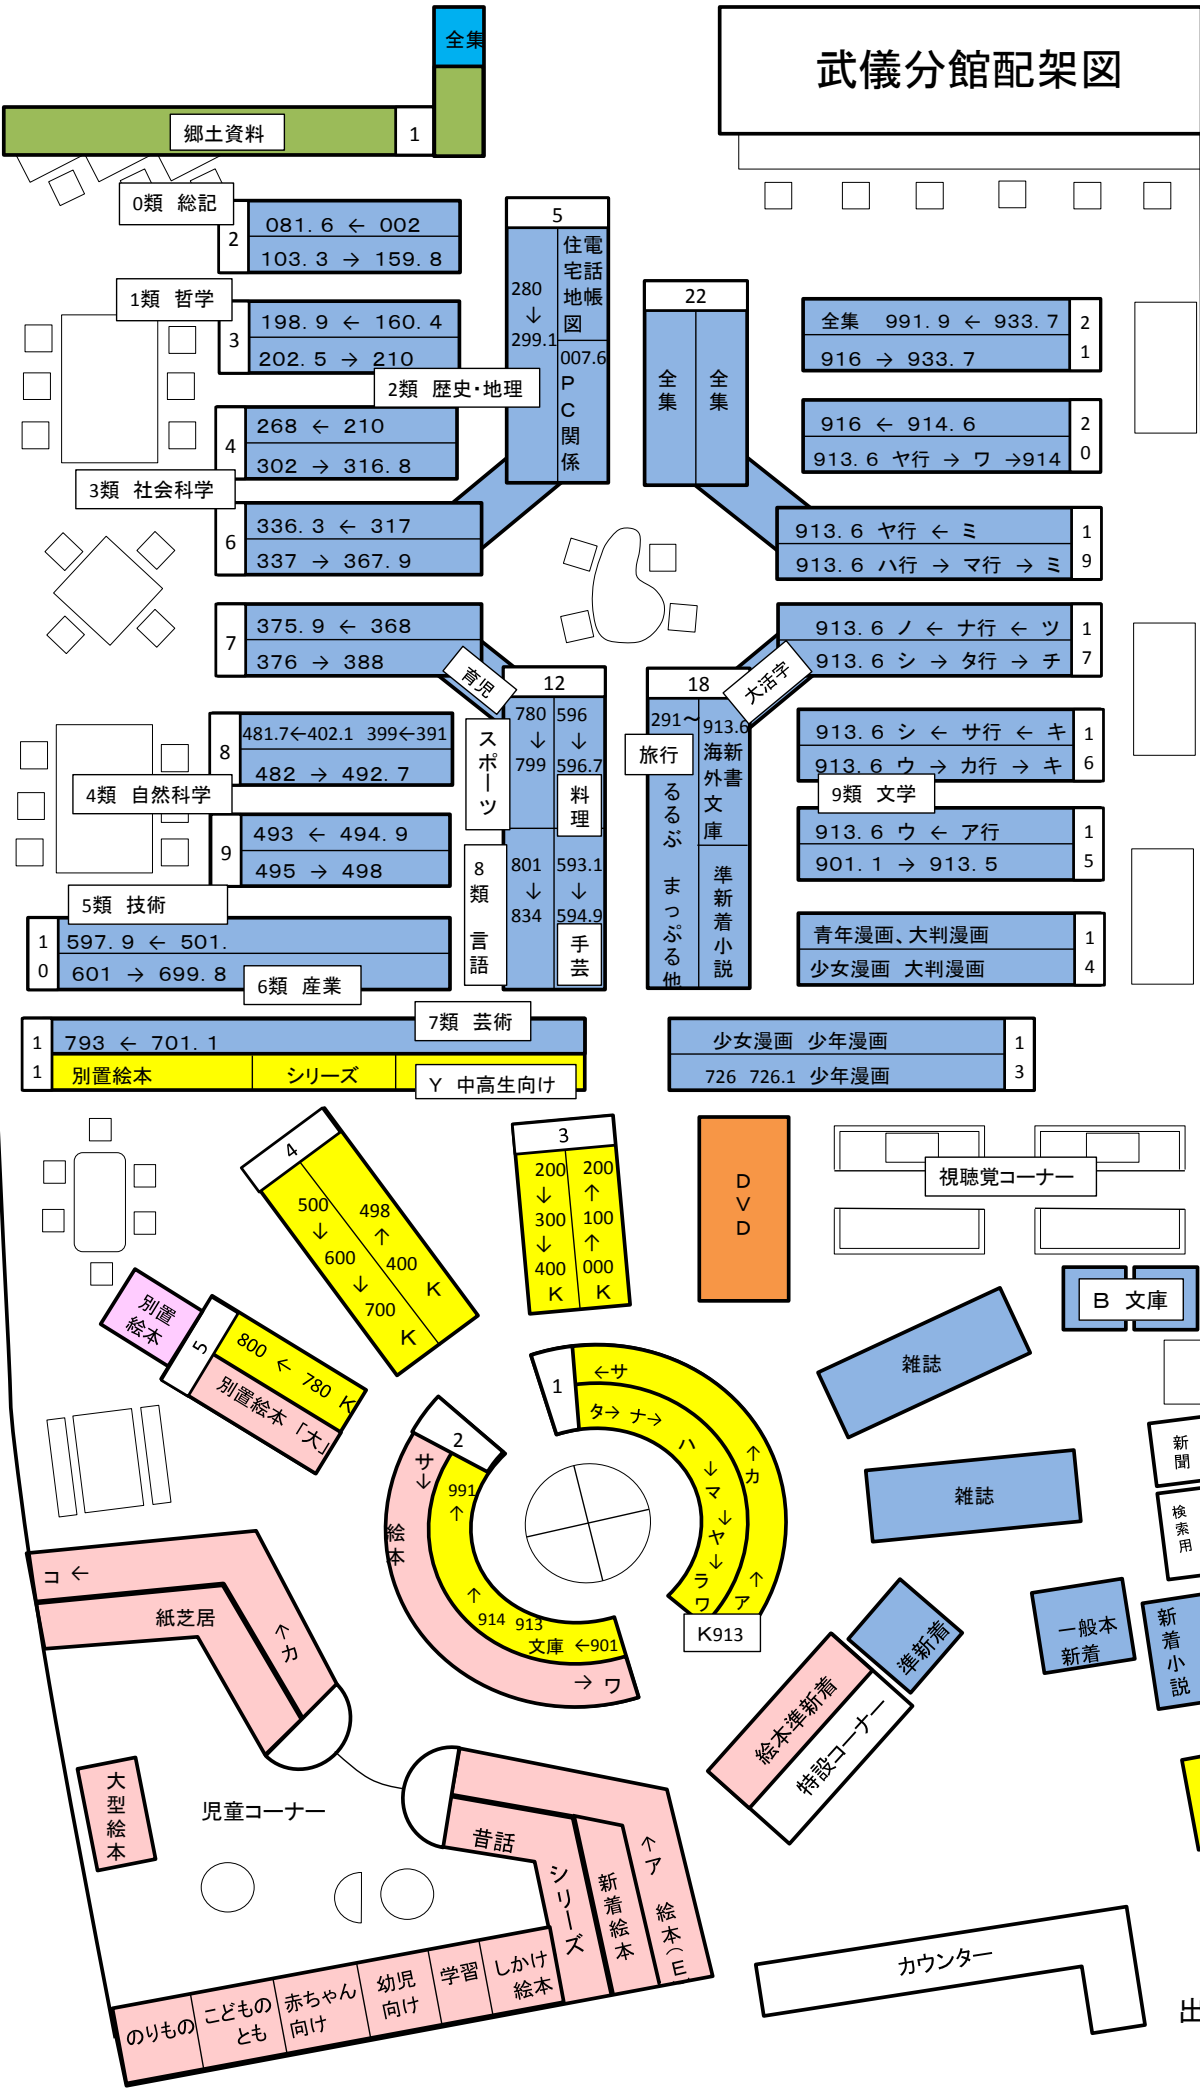 武儀分館配架図
全集
郷土資料
1
0類 総記
2
081.6 ← 002
103.3 → 159.8
1類 哲学
3
198.9 ← 160.4
202.5 → 210
2類 歴史・地理
4
268 ← 210
302 → 316.8
3類 社会科学
6
336.3 ← 317
337 → 367.9
5
280
↓
299.1
住宅地図
電話帳
007.6
PC関係
22
全集
全集
全集 991.9 ← 933.7
916 → 933.7
21
916 ← 914.6
913.6 ヤ行 → ワ →914
20
913.6 ヤ行 ← ミ
913.6 ハ行 → マ行 → ミ
19
7
375.9 ← 368
376 → 388
育児
913.6 ノ ← ナ行 ← ツ
913.6 シ → タ行 → チ
17
大活字
8
481.7←402.1 399←391
482 → 492.7
4類 自然科学
9
493 ← 494.9
495 → 498
5類 技術
10
597.9 ← 501.
601 → 699.8
6類 産業
12
780
↓
799
スポーツ
596
↓
596.7
料理
801
↓
834
8類 言語
593.1
↓
594.9
手芸
18
291～
旅行
るるぶ まっぷる他
913.6
海外文庫
新書
準新着小説
913.6 シ ← サ行 ← キ
913.6 ウ → カ行 → キ
16
9類 文学
913.6 ウ ← ア行
901.1 → 913.5
15
青年漫画、大判漫画
少女漫画 大判漫画
14
7類 芸術
11
793 ← 701.1
別置絵本 シリーズ
Y 中高生向け
少女漫画 少年漫画
726 726.1 少年漫画
13
4
500
↓
600
↓
700
K
498
↑
400
K
3
200
↓
300
↓
400
K
200
↑
100
↑
000
K
DVD
視聴覚コーナー
B 文庫
別置
絵本
5
800 ← 780 K
別置絵本「大」
1
←サ
↑カ
↑ア
タ→ ナ→
ハ
↓
マ
↓
ヤ
↓
ラ
ワ
K913
2
サ
↓
絵本
→ ワ
991
↑
↑
914 913
文庫 ←901
雑誌
雑誌
新聞
検索用
コ ←
紙芝居
↑カ
準新着
絵本準新着
特設コーナー
一般本
新着
新着小説
大型絵本
児童コーナー
昔話
シリーズ
新着絵本
↑ア 絵本(E
のりもの
こどもの
とも
赤ちゃん
向け
幼児
向け
学習
しかけ
絵本
カウンター
出